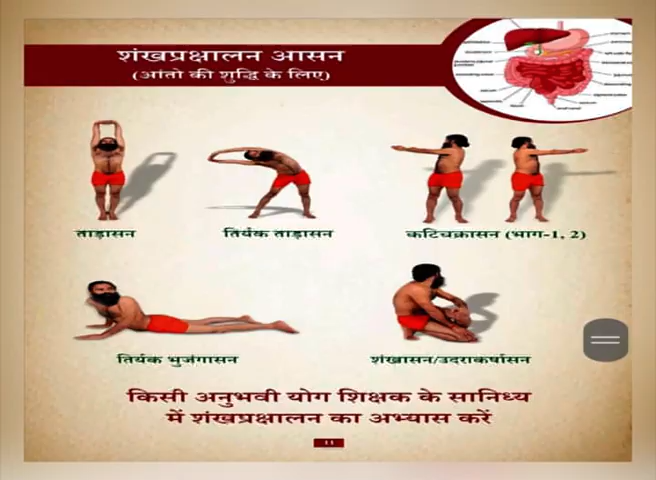 शंखप्रक्षालन आसन
(आंतो की शुद्धि के लिए)
ताड़ासन
तिर्यक ताड़ासन
कटिचक्रासन (भाग-1, 2)
तिर्यक भुजंगासन
शंखासन/उदराकर्षासन
किसी अनुभवी योग शिक्षक के सानिध्य
में शंखप्रक्षालन का अभ्यास करें
11